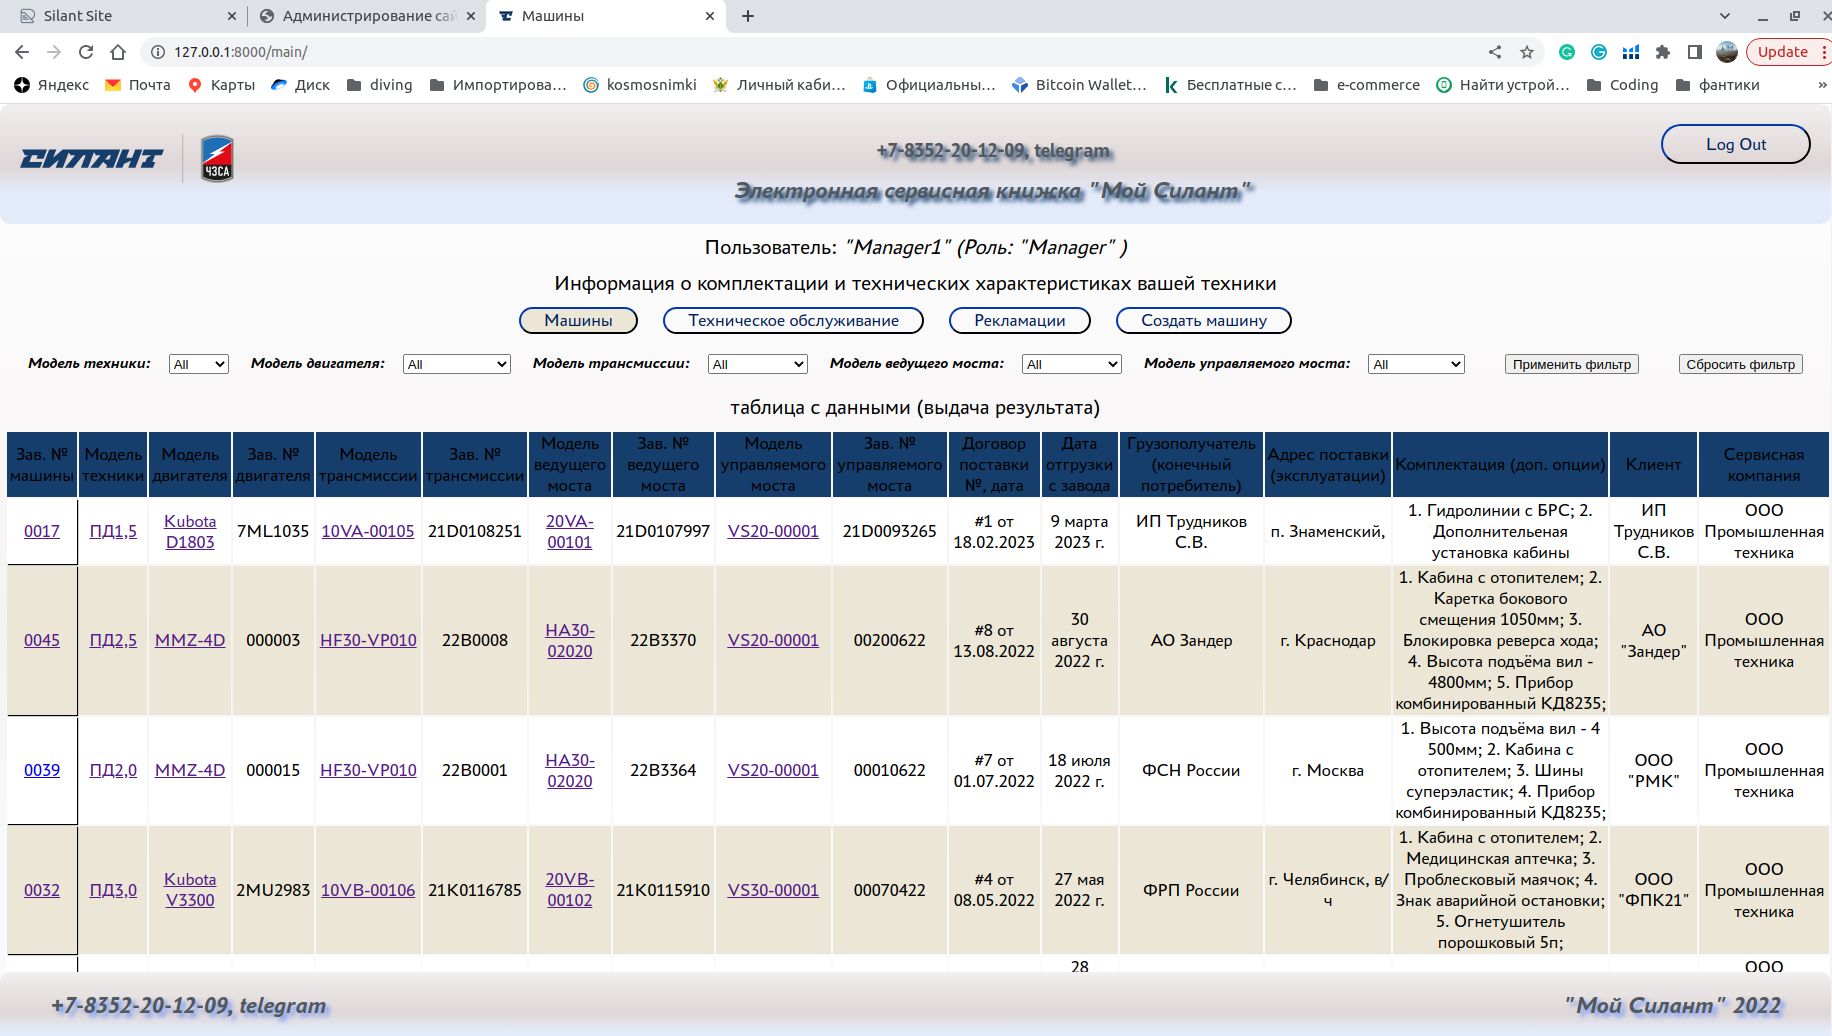 Silant Site
Администрирование сай
Машины
127.0.0.1:8000/main/
Update
Яндекс
Почта
Карты
Диск
diving
Импортирова...
kosmosnimki
Личный каби...
Официальны...
Bitcoin Wallet...
Бесплатные с...
e-commerce
Найти устрой...
Coding
фантики
»
СИЛАНТ
ЧЗСА
+7-8352-20-12-09, telegram
Электронная сервисная книжка "Мой Силант"
Log Out
Пользователь: "Manager1" (Роль: "Manager" )
Информация о комплектации и технических характеристиках вашей техники
Машины
Техническое обслуживание
Рекламации
Создать машину
Модель техники: All
Модель двигателя: All
Модель трансмиссии: All
Модель ведущего моста: All
Модель управляемого моста: All
Применить фильтр
Сбросить фильтр
таблица с данными (выдача результата)
Зав. №
машины
Модель
техники
Модель
двигателя
Зав. №
двигателя
Модель
трансмиссии
Зав. №
трансмиссии
Модель
ведущего
моста
Зав. №
ведущего
моста
Модель
управляемого
моста
Зав. №
управляемого
моста
Договор
поставки
№, дата
Дата
отгрузки
с завода
Грузополучатель
(конечный
потребитель)
Адрес поставки
(эксплуатации)
Комплектация (доп. опции)
Клиент
Сервисная
компания
0017
ПД1,5
Kubota
D1803
7ML1035
10VA-00105
21D0108251
20VA-
00101
21D0107997
VS20-00001
21D0093265
#1 от
18.02.2023
9 марта
2023 г.
ИП Трудников
С.В.
п. Знаменский,
1. Гидролинии с БРС; 2.
Дополнительеная
установка кабины
ИП
Трудников
С.В.
ООО
Промышленная
техника
0045
ПД2,5
MMZ-4D
000003
HF30-VP010
22B0008
HA30-
02020
22B3370
VS20-00001
00200622
#8 от
13.08.2022
30
августа
2022 г.
АО Зандер
г. Краснодар
1. Кабина с отопителем; 2.
Каретка бокового
смещения 1050мм; 3.
Блокировка реверса хода;
4. Высота подъёма вил -
4800мм; 5. Прибор
комбинированный КД8235;
АО
"Зандер"
ООО
Промышленная
техника
0039
ПД2,0
MMZ-4D
000015
HF30-VP010
22B0001
HA30-
02020
22B3364
VS20-00001
00010622
#7 от
01.07.2022
18 июля
2022 г.
ФСН России
г. Москва
1. Высота подъёма вил - 4
500мм; 2. Кабина с
отопителем; 3. Шины
суперэластик; 4. Прибор
комбинированный КД8235;
ООО
"РМК"
ООО
Промышленная
техника
0032
ПД3,0
Kubota
V3300
2MU2983
10VB-00106
21K0116785
20VB-
00102
21K0115910
VS30-00001
00070422
#4 от
08.05.2022
27 мая
2022 г.
ФРП России
г. Челябинск, в/
ч
1. Кабина с отопителем; 2.
Медицинская аптечка; 3.
Проблесковый маячок; 4.
Знак аварийной остановки;
5. Огнетушитель
порошковый 5п;
ООО
"ФПК21"
ООО
Промышленная
техника
28
ООО
+7-8352-20-12-09, telegram
"Мой Силант" 2022